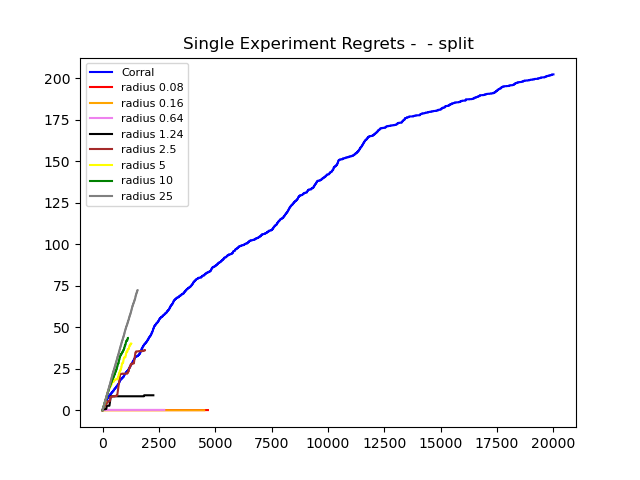 Single Experiment Regrets -  - split
Corral
radius 0.08
radius 0.16
radius 0.64
radius 1.24
radius 2.5
radius 5
radius 10
radius 25
200
175
150
125
100
75
50
25
0
0 2500 5000 7500 10000 12500 15000 17500 20000